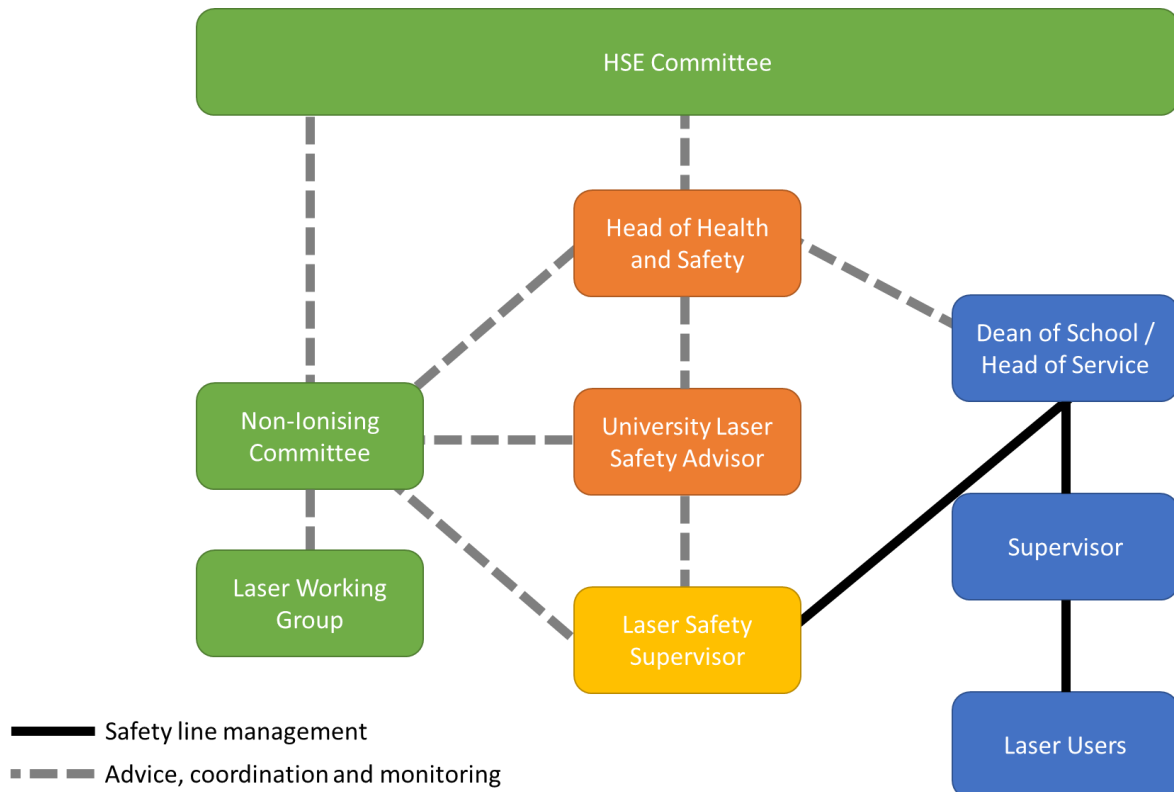 HSE Committee
Head of Health
and Safety
Dean of School /
Head of Service
Non-Ionising
Committee
University Laser
Safety Advisor
Supervisor
Laser Working
Group
Laser Safety
Supervisor
Laser Users
Safety line management
Advice, coordination and monitoring